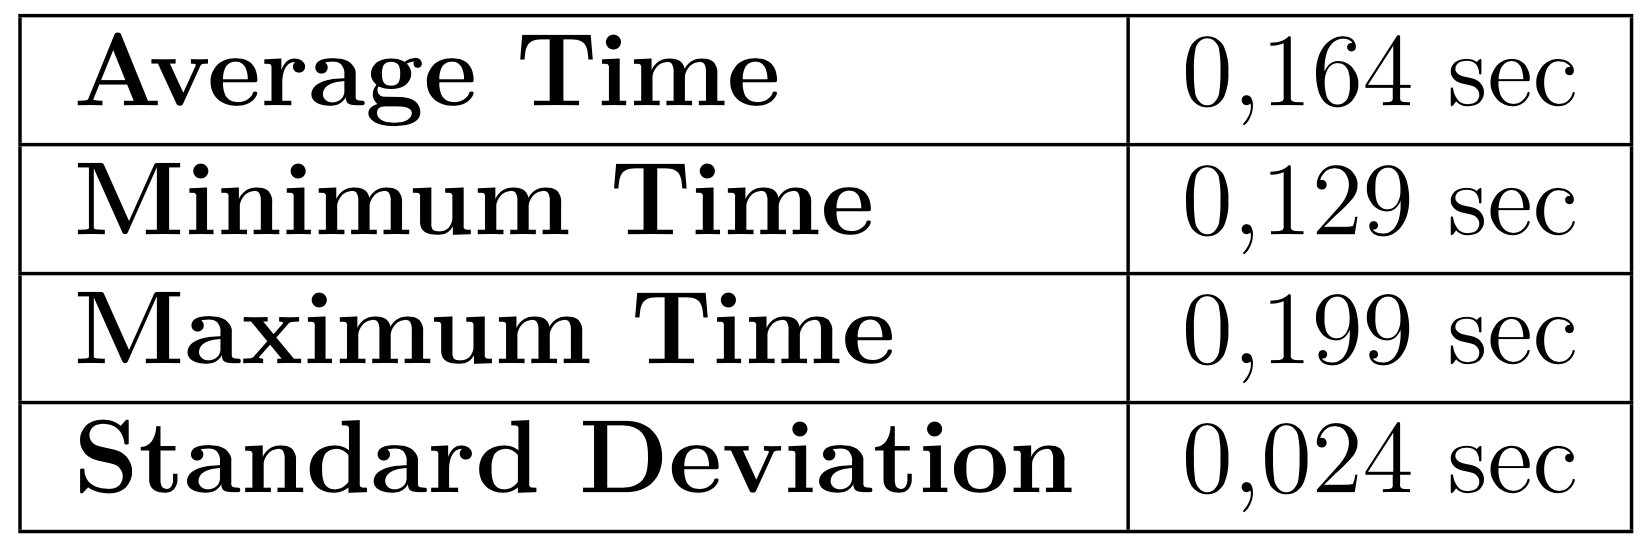 Average Time 0,164 sec
Minimum Time 0,129 sec
Maximum Time 0,199 sec
Standard Deviation 0,024 sec